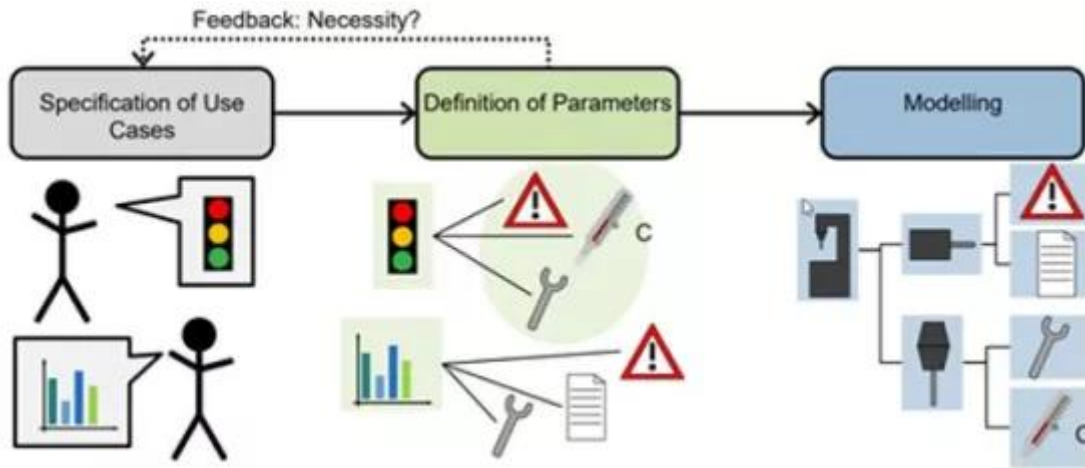 Feedback: Necessity?
Specification of Use
Cases
Definition of Parameters
Modelling
C
C